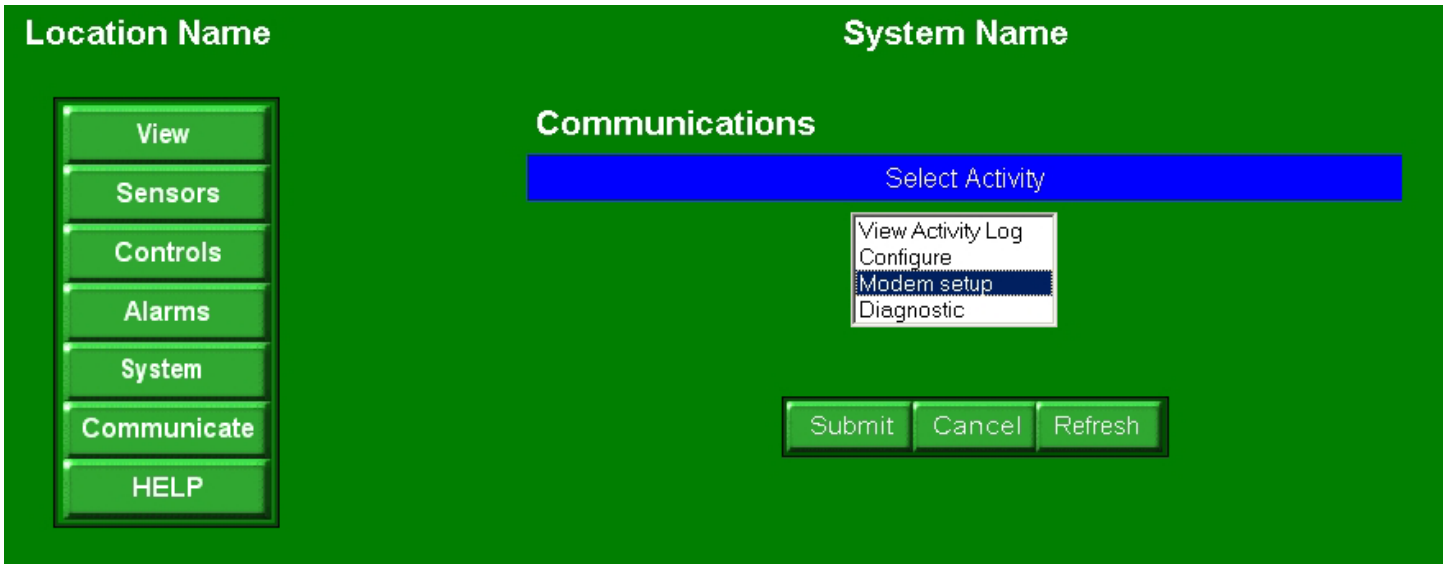 Location Name
System Name
View
Sensors
Controls
Alarms
System
Communicate
HELP
Communications
Select Activity
View Activity Log
Configure
Modem setup
Diagnostic
Submit Cancel Refresh